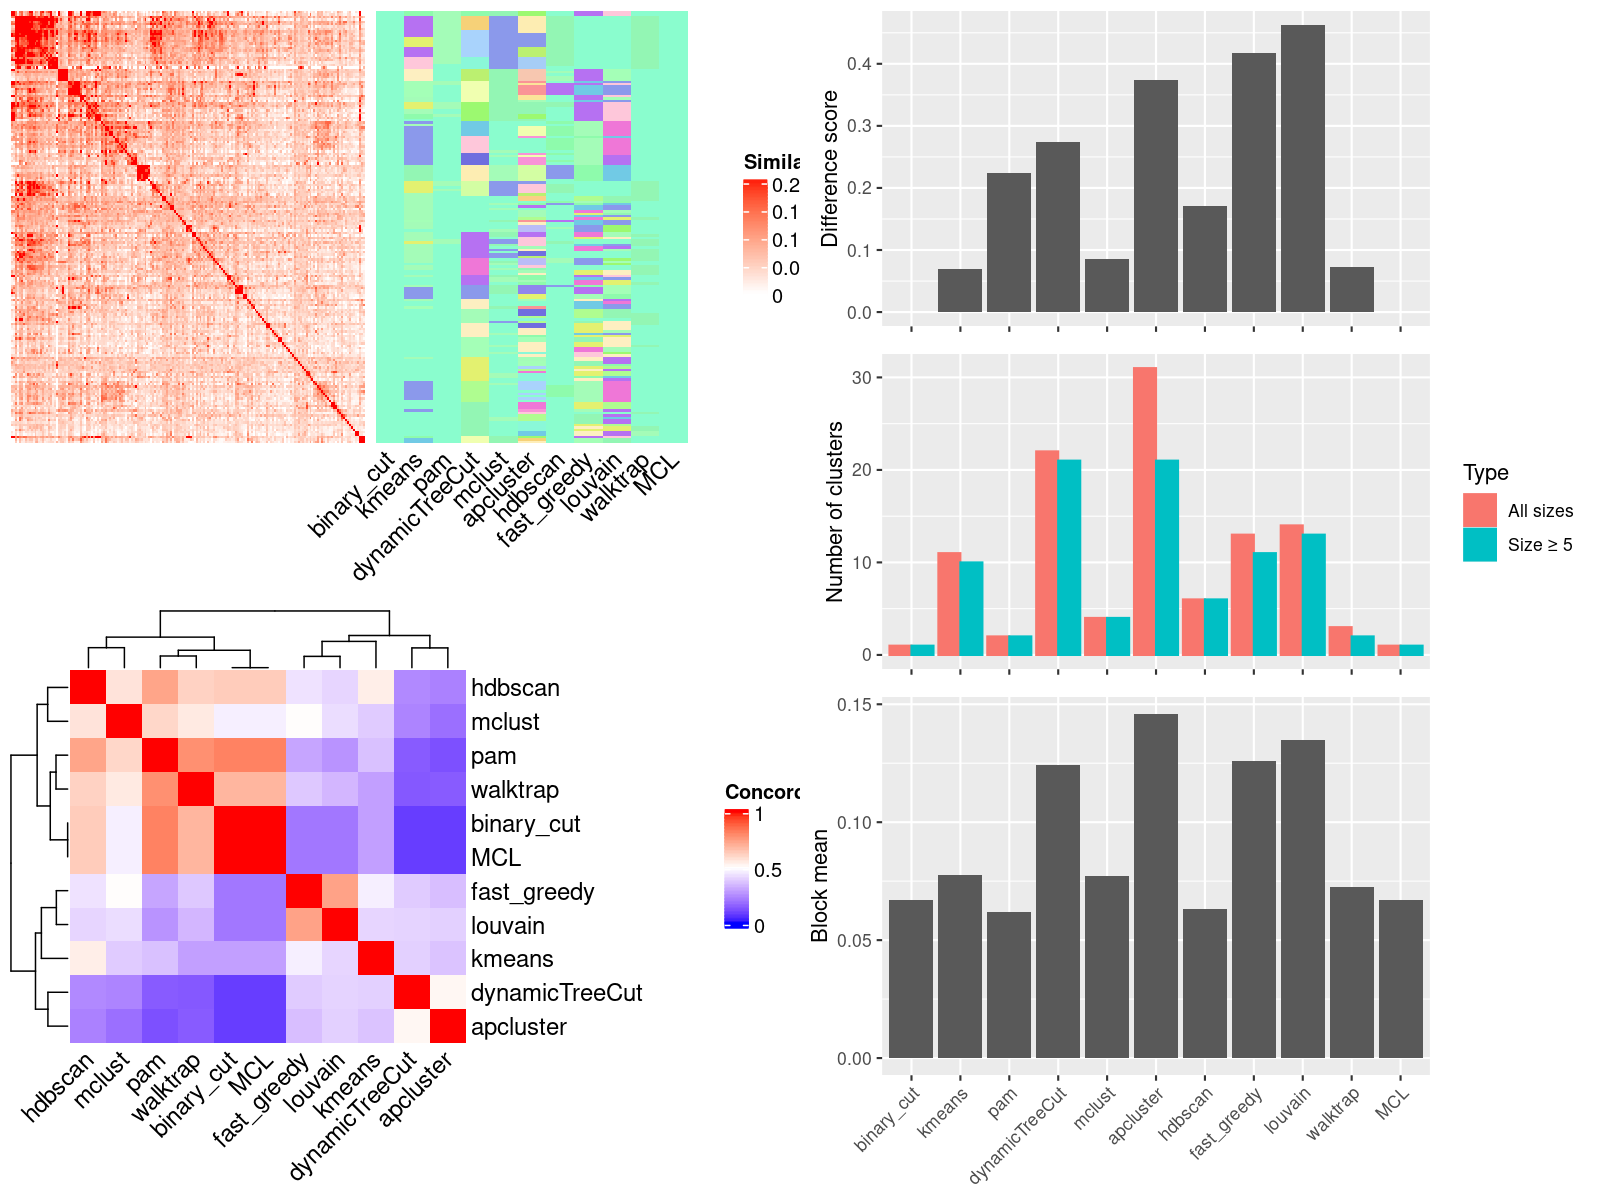 Simila
0.2
0.1
0.1
0.0
0
binary_cut
kmeans
pam
dynamicTreeCut
mclust
apcluster
hdbscan
fast_greedy
louvain
walktrap
MCL
hdbscan
mclust
pam
walktrap
binary_cut
MCL
fast_greedy
louvain
kmeans
dynamicTreeCut
apcluster
hdbscan
mclust
pam
walktrap
binary_cut
MCL
fast_greedy
louvain
kmeans
dynamicTreeCut
apcluster
Concord
1
0.5
0
Difference score
0.4
0.3
0.2
0.1
0.0
Number of clusters
30
20
10
0
Type
All sizes
Size ≥ 5
Block mean
0.15
0.10
0.05
0.00
binary_cut
kmeans
pam
dynamicTreeCut
mclust
apcluster
hdbscan
fast_greedy
louvain
walktrap
MCL